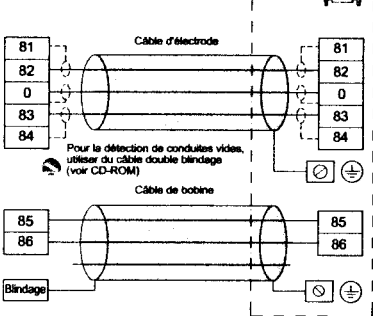 Câble d'électrode
81
82
0
83
84
81
82
0
83
84
Pour la détection de conduites vides,
utiliser du câble double blindage
(voir CD-ROM)
Câble de bobine
85
86
85
86
Blindage